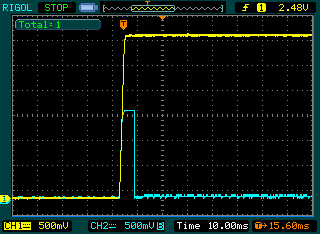 RIGOL STOP T f 1 2.48V
Total: 1
T
1
CH1 500mV CH2 500mV B Time 10.00ms T→15.60ms